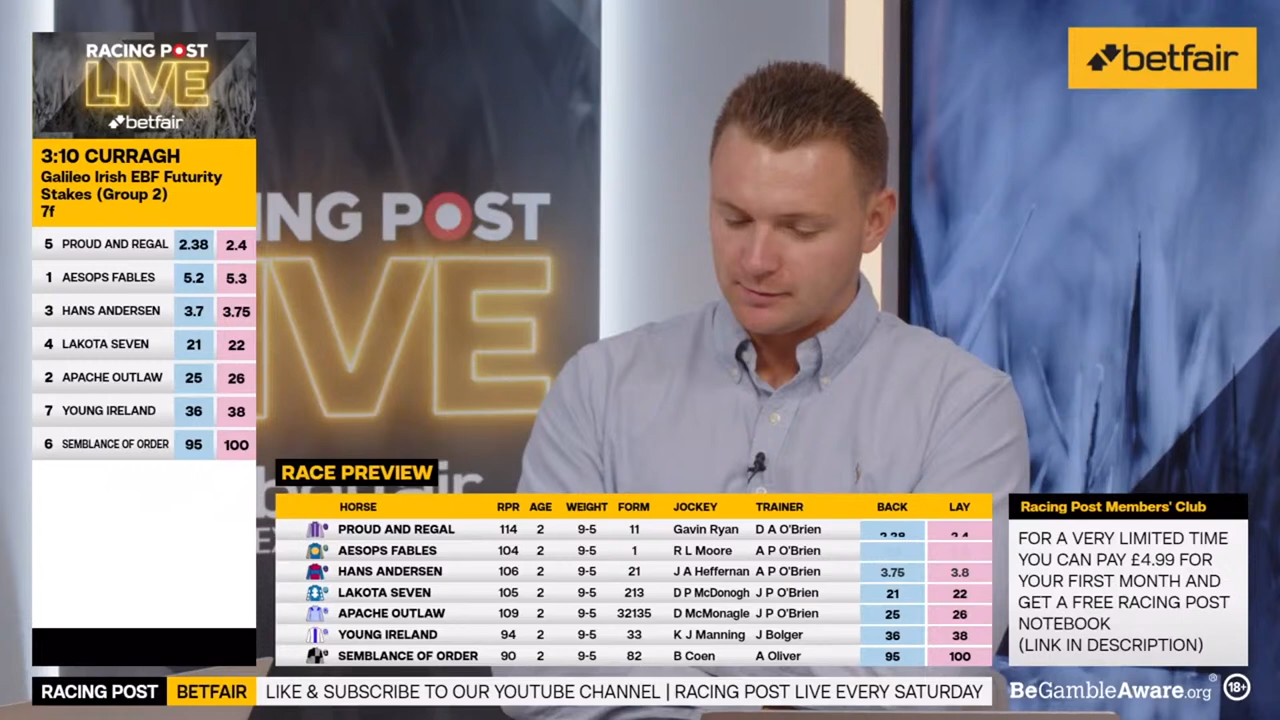 RACING POST
LIVE
betfair
3:10 CURRAGH
Galileo Irish EBF Futurity
Stakes (Group 2)
7f
5 PROUD AND REGAL 2.38 2.4
1 AESOPS FABLES 5.2 5.3
3 HANS ANDERSEN 3.7 3.75
4 LAKOTA SEVEN 21 22
2 APACHE OUTLAW 25 26
7 YOUNG IRELAND 36 38
6 SEMBLANCE OF ORDER 95 100
betfair
ING POST
IVE
RACE PREVIEW
HORSE RPR AGE WEIGHT FORM JOCKEY TRAINER BACK LAY
PROUD AND REGAL 114 2 9-5 11 Gavin Ryan D A O'Brien
AESOPS FABLES 104 2 9-5 1 R L Moore A P O'Brien
HANS ANDERSEN 106 2 9-5 21 J A Heffernan A P O'Brien 3.75 3.8
LAKOTA SEVEN 105 2 9-5 213 D P McDonogh J P O'Brien 21 22
APACHE OUTLAW 109 2 9-5 32135 D McMonagle J P O'Brien 25 26
YOUNG IRELAND 94 2 9-5 33 K J Manning J Bolger 36 38
SEMBLANCE OF ORDER 90 2 9-5 82 B Coen A Oliver 95 100
Racing Post Members' Club
FOR A VERY LIMITED TIME
YOU CAN PAY £4.99 FOR
YOUR FIRST MONTH AND
GET A FREE RACING POST
NOTEBOOK
(LINK IN DESCRIPTION)
RACING POST BETFAIR LIKE & SUBSCRIBE TO OUR YOUTUBE CHANNEL | RACING POST LIVE EVERY SATURDAY
BeGambleAware.org® 18+